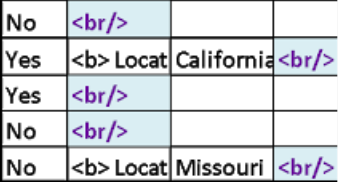 No <br/>
Yes <b> Locat California <br/>
Yes <br/>
No <br/>
No <b> Locat Missouri <br/>